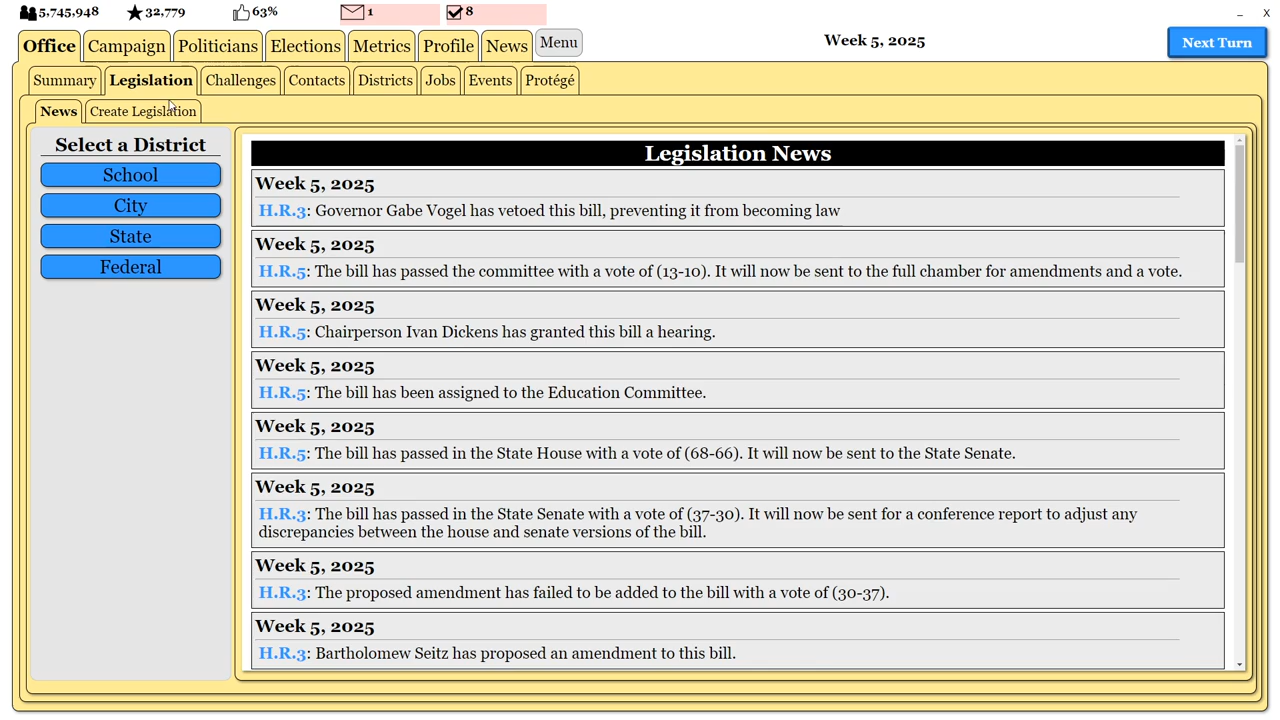 5,745,948 32,779 63% 1 8 _ X
Office Campaign Politicians Elections Metrics Profile News Menu Week 5, 2025 Next Turn
Summary Legislation Challenges Contacts Districts Jobs Events Protégé
News Create Legislation
Select a District
School
City
State
Federal
Legislation News
Week 5, 2025
H.R.3: Governor Gabe Vogel has vetoed this bill, preventing it from becoming law
Week 5, 2025
H.R.5: The bill has passed the committee with a vote of (13-10). It will now be sent to the full chamber for amendments and a vote.
Week 5, 2025
H.R.5: Chairperson Ivan Dickens has granted this bill a hearing.
Week 5, 2025
H.R.5: The bill has been assigned to the Education Committee.
Week 5, 2025
H.R.5: The bill has passed in the State House with a vote of (68-66). It will now be sent to the State Senate.
Week 5, 2025
H.R.3: The bill has passed in the State Senate with a vote of (37-30). It will now be sent for a conference report to adjust any
discrepancies between the house and senate versions of the bill.
Week 5, 2025
H.R.3: The proposed amendment has failed to be added to the bill with a vote of (30-37).
Week 5, 2025
H.R.3: Bartholomew Seitz has proposed an amendment to this bill.